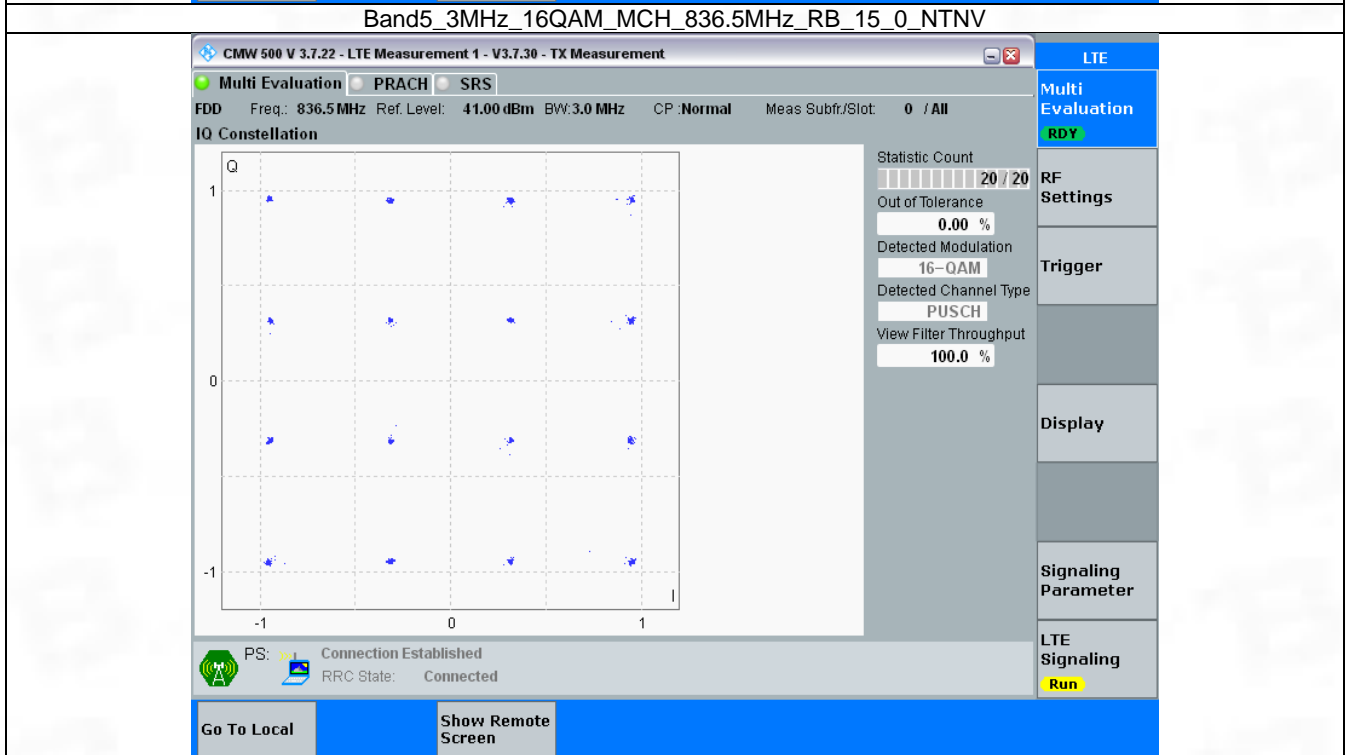 Band5_3MHz_16QAM_MCH_836.5MHz_RB_15_0_NTNV
CMW 500 V 3.7.22 - LTE Measurement 1 - V3.7.30 - TX Measurement
LTE
Multi Evaluation PRACH SRS
Multi
Evaluation
RDY
FDD Freq.: 836.5 MHz Ref. Level: 41.00 dBm BW: 3.0 MHz CP :Normal Meas Subfr./Slot: 0 / All
IQ Constellation
Q
1
0
-1
I
-1 0 1
Statistic Count
20 / 20
Out of Tolerance
0.00 %
Detected Modulation
16-QAM
Detected Channel Type
PUSCH
View Filter Throughput
100.0 %
RF
Settings
Trigger
Display
Signaling
Parameter
LTE
Signaling
Run
PS: Connection Established
RRC State: Connected
Go To Local
Show Remote
Screen